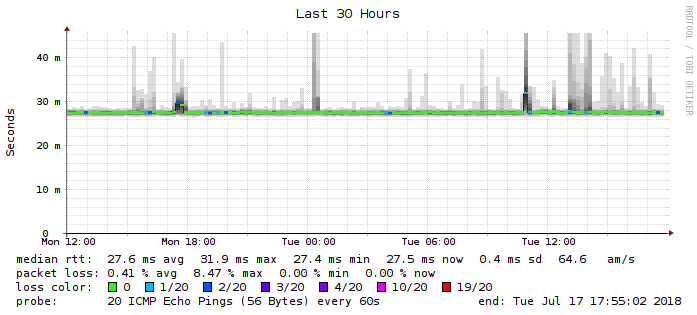 Last 30 Hours
RRDTOOL / TOBI OETIKER
Seconds
40 m
30 m
20 m
10 m
0
Mon 12:00 Mon 18:00 Tue 00:00 Tue 06:00 Tue 12:00
median rtt: 27.6 ms avg 31.9 ms max 27.4 ms min 27.5 ms now 0.4 ms sd 64.6 am/s
packet loss: 0.41 % avg 8.47 % max 0.00 % min 0.00 % now
loss color: 0 1/20 2/20 3/20 4/20 10/20 19/20
probe: 20 ICMP Echo Pings (56 Bytes) every 60s end: Tue Jul 17 17:55:02 2018